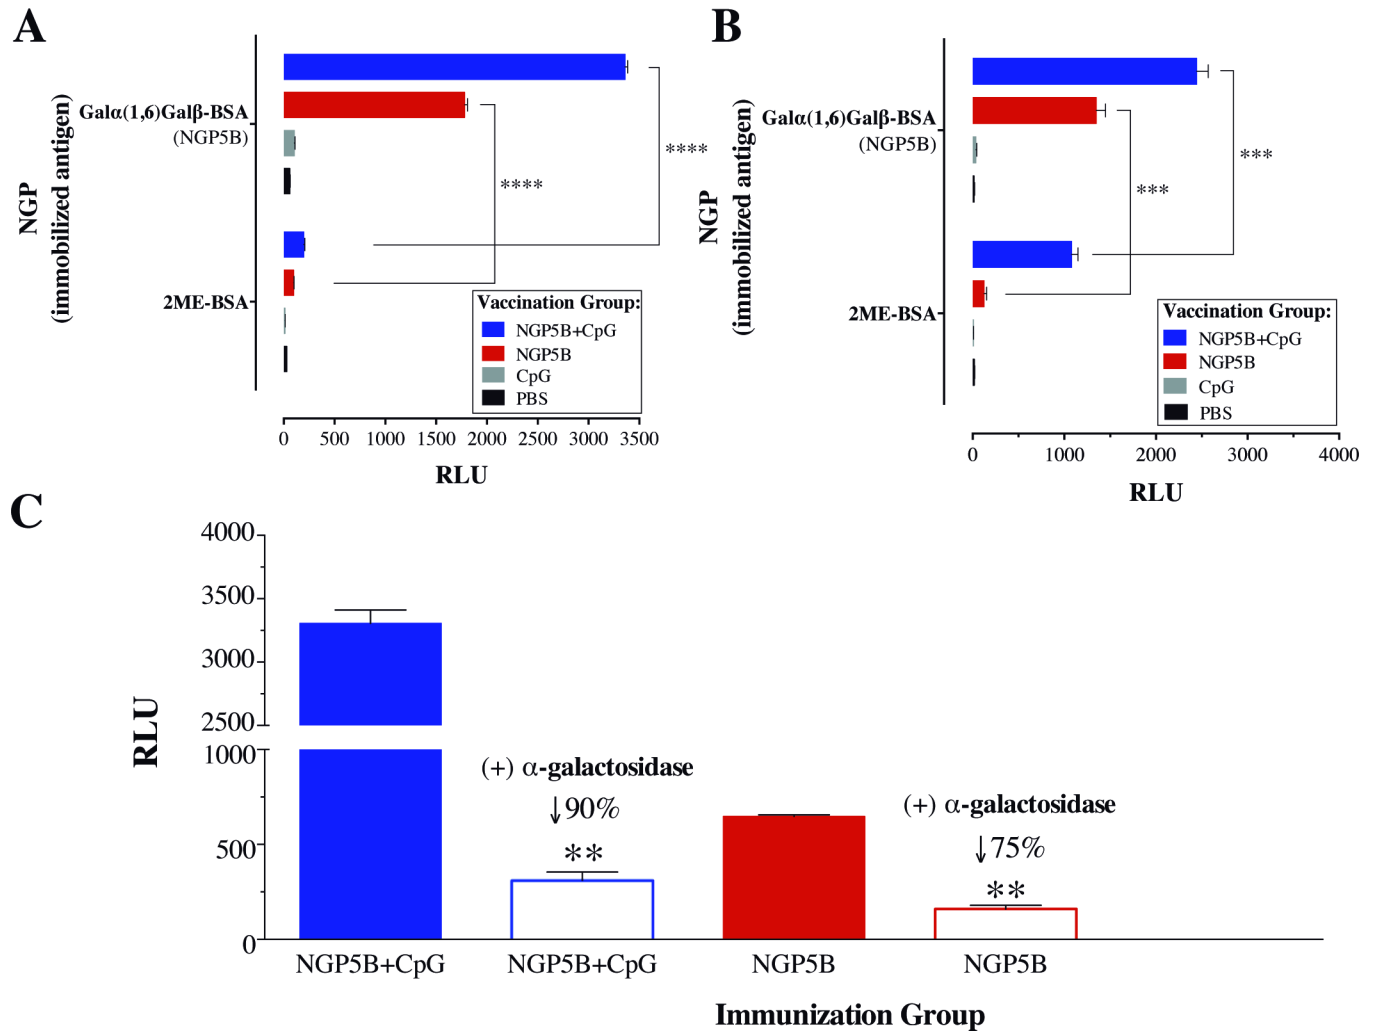 A
NGP
(immobilized antigen)
Galα(1,6)Galβ-BSA
(NGP5B)
2ME-BSA
****
****
Vaccination Group:
NGP5B+CpG
NGP5B
CpG
PBS
0 500 1000 1500 2000 2500 3000 3500
RLU
B
NGP
(immobilized antigen)
Galα(1,6)Galβ-BSA
(NGP5B)
2ME-BSA
***
***
Vaccination Group:
NGP5B+CpG
NGP5B
CpG
PBS
0 1000 2000 3000 4000
RLU
C
RLU
4000
3500
3000
2500
1000
500
0
(+) α-galactosidase
↓90%
**
(+) α-galactosidase
↓75%
**
NGP5B+CpG NGP5B+CpG NGP5B NGP5B
Immunization Group